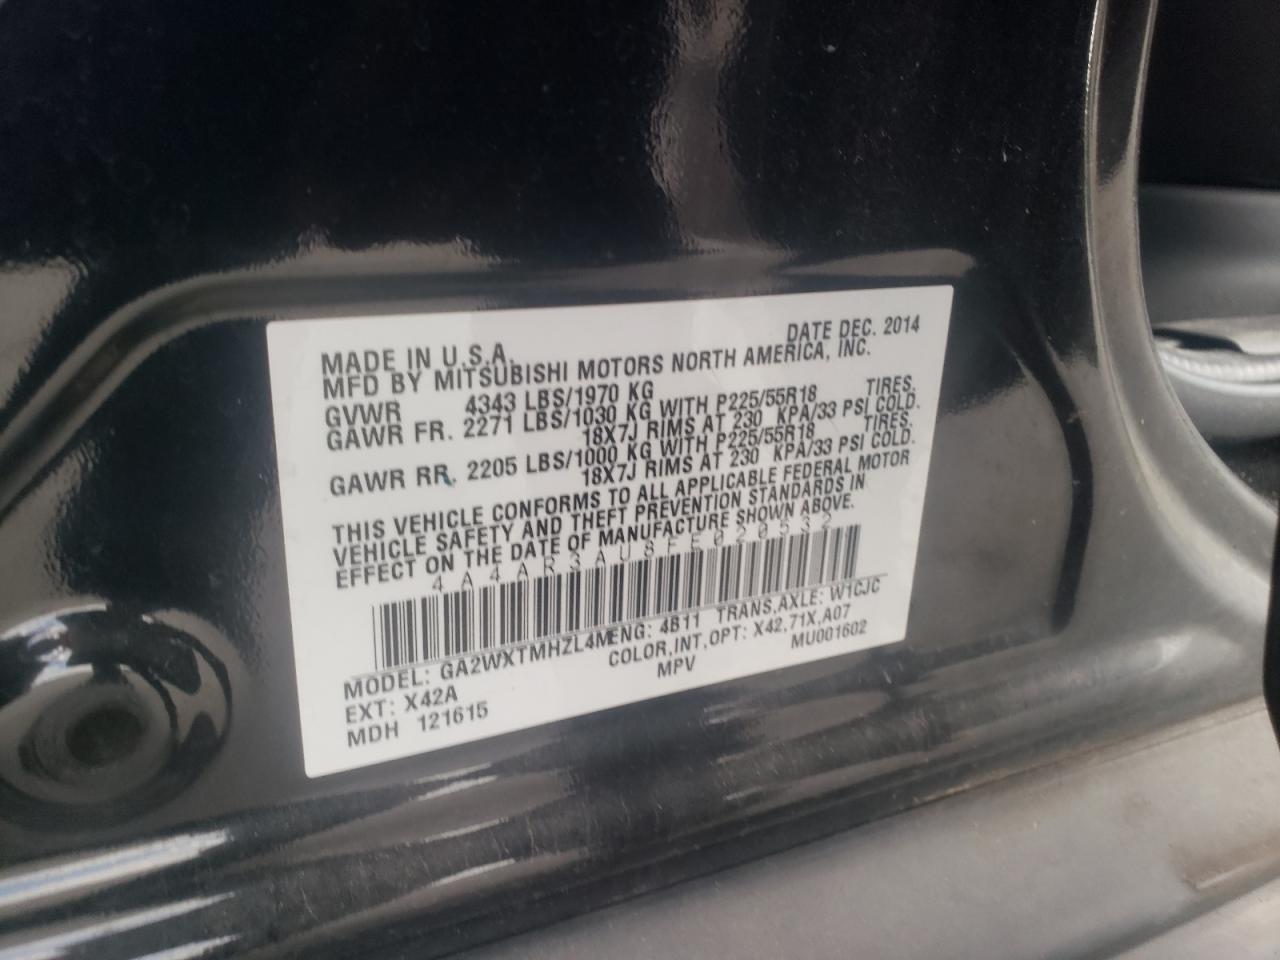 DATE DEC. 2014
MADE IN U.S.A.
MFD BY MITSUBISHI MOTORS NORTH AMERICA, INC.
GVWR 4343 LBS/1970 KG
GAWR FR. 2271 LBS/1030 KG WITH P225/55R18 TIRES.
18X7J RIMS AT 230 KPA/33 PSI COLD.
GAWR RR. 2205 LBS/1000 KG WITH P225/55R18 TIRES.
18X7J RIMS AT 230 KPA/33 PSI COLD.
THIS VEHICLE CONFORMS TO ALL APPLICABLE FEDERAL MOTOR
VEHICLE SAFETY AND THEFT PREVENTION STANDARDS IN
EFFECT ON THE DATE OF MANUFACTURE SHOWN ABOVE.
4A4AR3AU8FE020532
MODEL: GA2WXTMHZL4M ENG: 4B11 TRANS,AXLE: W1CJC
EXT: X42A COLOR,INT,OPT: X42,71X,A07
MDH 121615 MPV MU001602